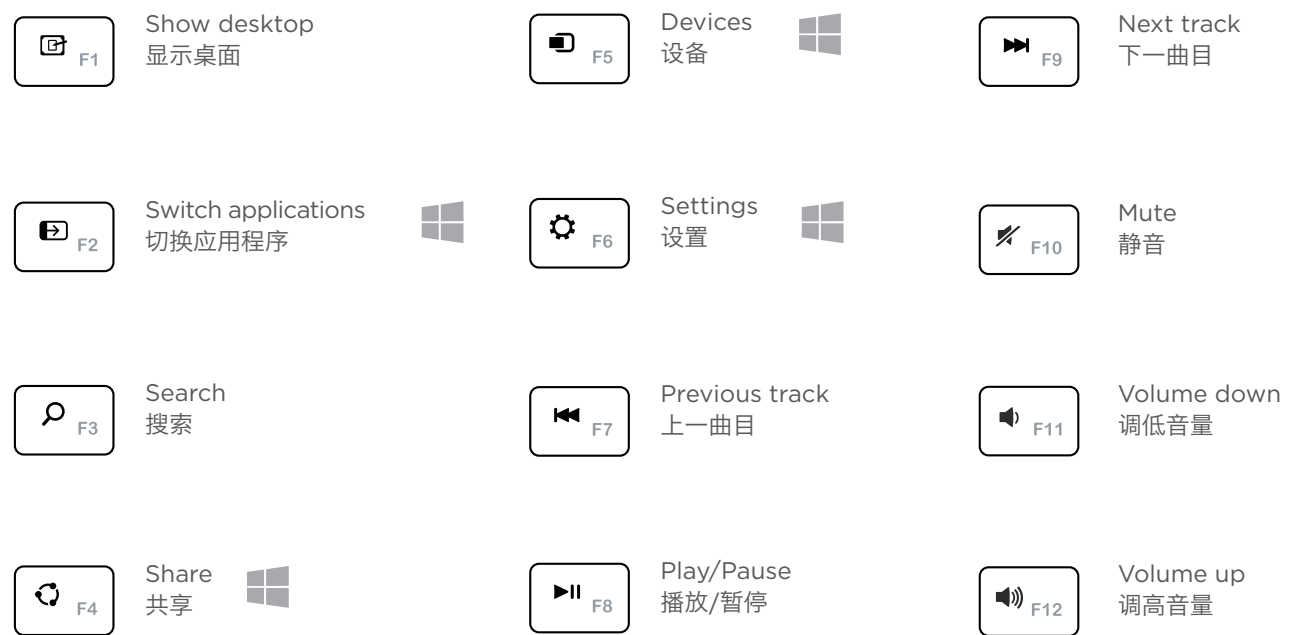 F1
Show desktop
显示桌面
F2
Switch applications
切换应用程序
F3
Search
搜索
F4
Share
共享
F5
Devices
设备
F6
Settings
设置
F7
Previous track
上一曲目
F8
Play/Pause
播放/暂停
F9
Next track
下一曲目
F10
Mute
静音
F11
Volume down
调低音量
F12
Volume up
调高音量